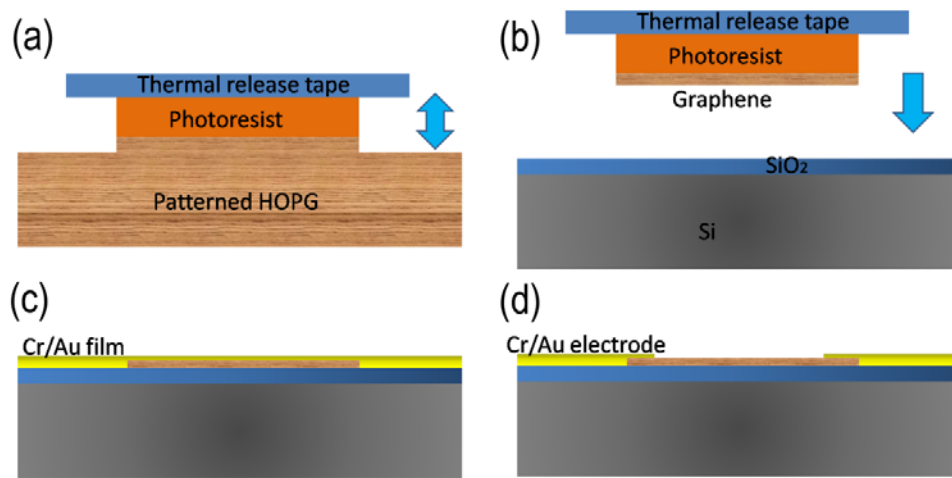 (a)
Thermal release tape
Photoresist
Patterned HOPG
(b)
Thermal release tape
Photoresist
Graphene
SiO₂
Si
(c)
Cr/Au film
(d)
Cr/Au electrode